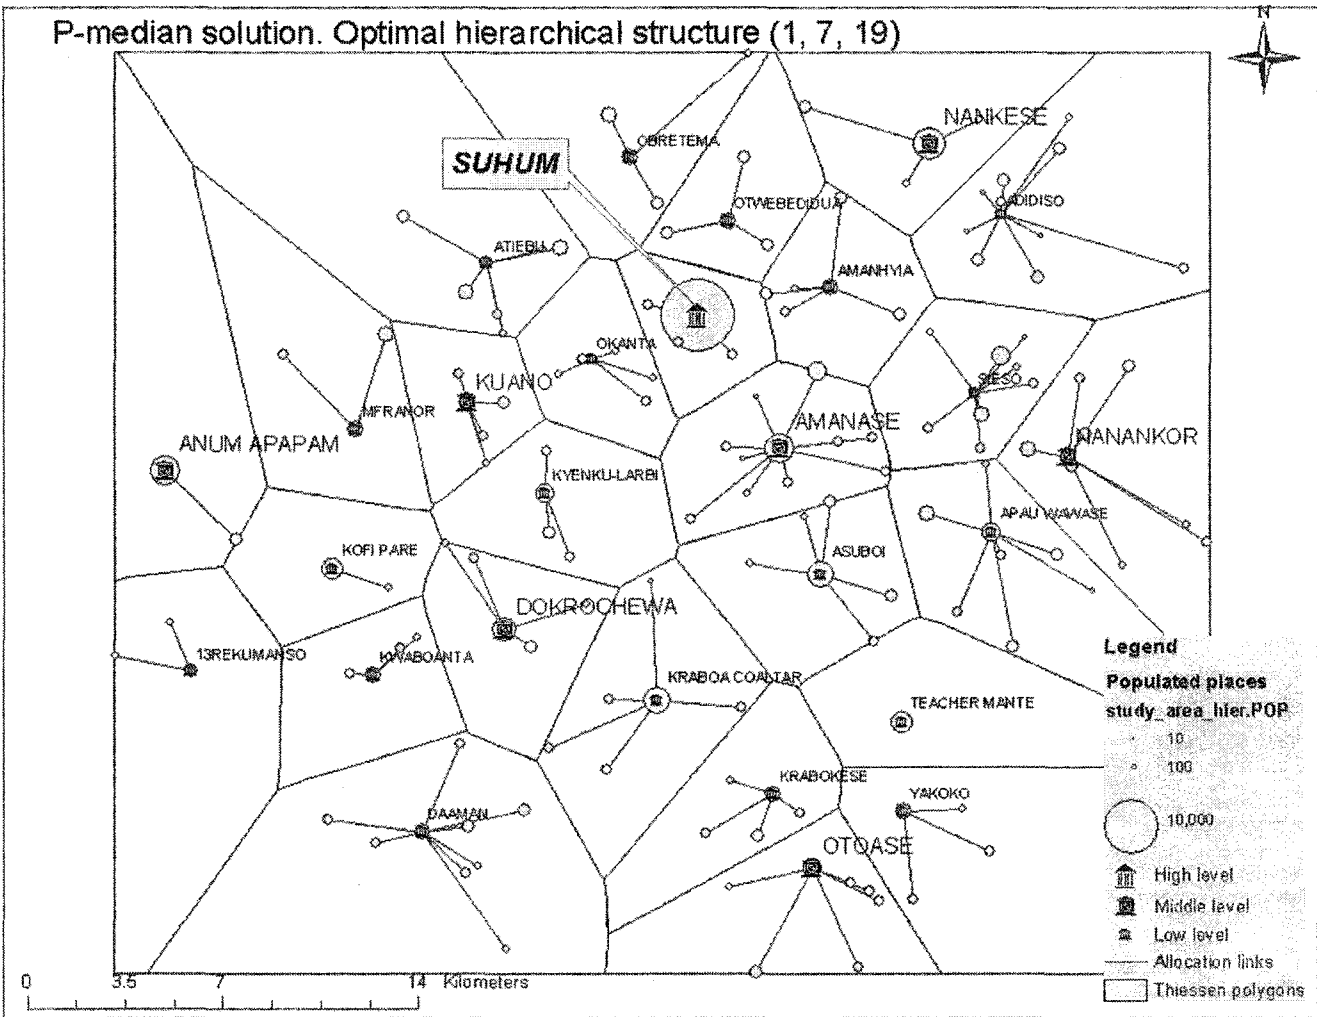 P-median solution. Optimal hierarchical structure (1, 7, 19)
N
NANKESE
OBRETEMA
SUHUM
OTWEBEDIDUA
ADIDISO
ATIEBU
AMANHYIA
OKANTA
KUANO
SIESO
MFRANOR
AMANASE
NANANKOR
ANUM APAPAM
KYENKU-LARBI
APAU WAWASE
KOFI PARE
ASUBOI
DOKROCHEWA
13REKUMANSO
KWABOANTA
KRABOA COALTAR
TEACHER MANTE
KRABOKESE
YAKOKO
DAAMAN
OTOASE
Legend
Populated places
study_area_hier.POP
10
100
10,000
High level
Middle level
Low level
Allocation links
Thiessen polygons
0 3.5 7 14 Kilometers